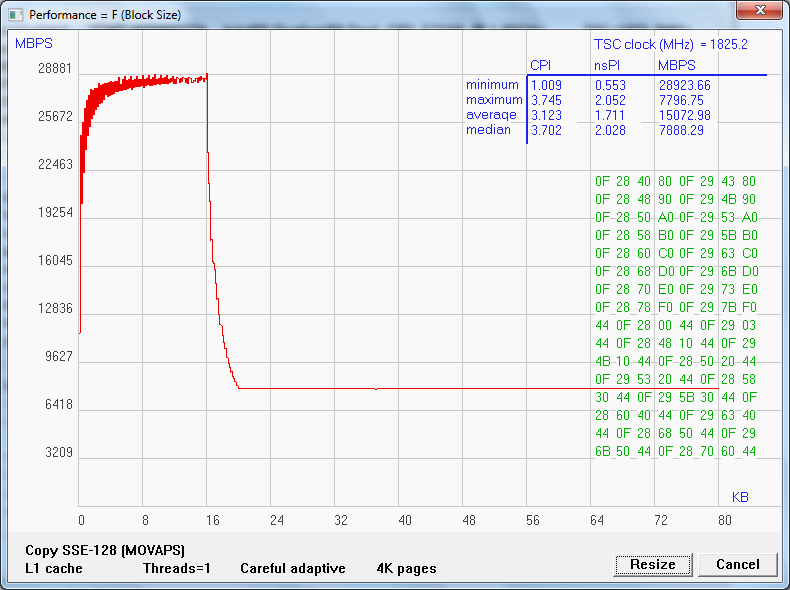 Performance = F (Block Size)
MBPS
TSC clock (MHz) = 1825.2
CPI nsPI MBPS
minimum 1.009 0.553 28923.66
maximum 3.745 2.052 7796.75
average 3.123 1.711 15072.98
median 3.702 2.028 7888.29
28881
25672
22463
19254
16045
12836
9627
6418
3209
0F 28 40 80 0F 29 43 80
0F 28 48 90 0F 29 4B 90
0F 28 50 A0 0F 29 53 A0
0F 28 58 B0 0F 29 5B B0
0F 28 60 C0 0F 29 63 C0
0F 28 68 D0 0F 29 6B D0
0F 28 70 E0 0F 29 73 E0
0F 28 78 F0 0F 29 7B F0
44 0F 28 00 44 0F 29 03
44 0F 28 48 10 44 0F 29
4B 10 44 0F 28 50 20 44
0F 29 53 20 44 0F 28 58
30 44 0F 29 5B 30 44 0F
28 60 40 44 0F 29 63 40
44 0F 28 68 50 44 0F 29
6B 50 44 0F 28 70 60 44
KB
0 8 16 24 32 40 48 56 64 72 80
Copy SSE-128 (MOVAPS)
L1 cache Threads=1 Careful adaptive 4K pages
Resize Cancel